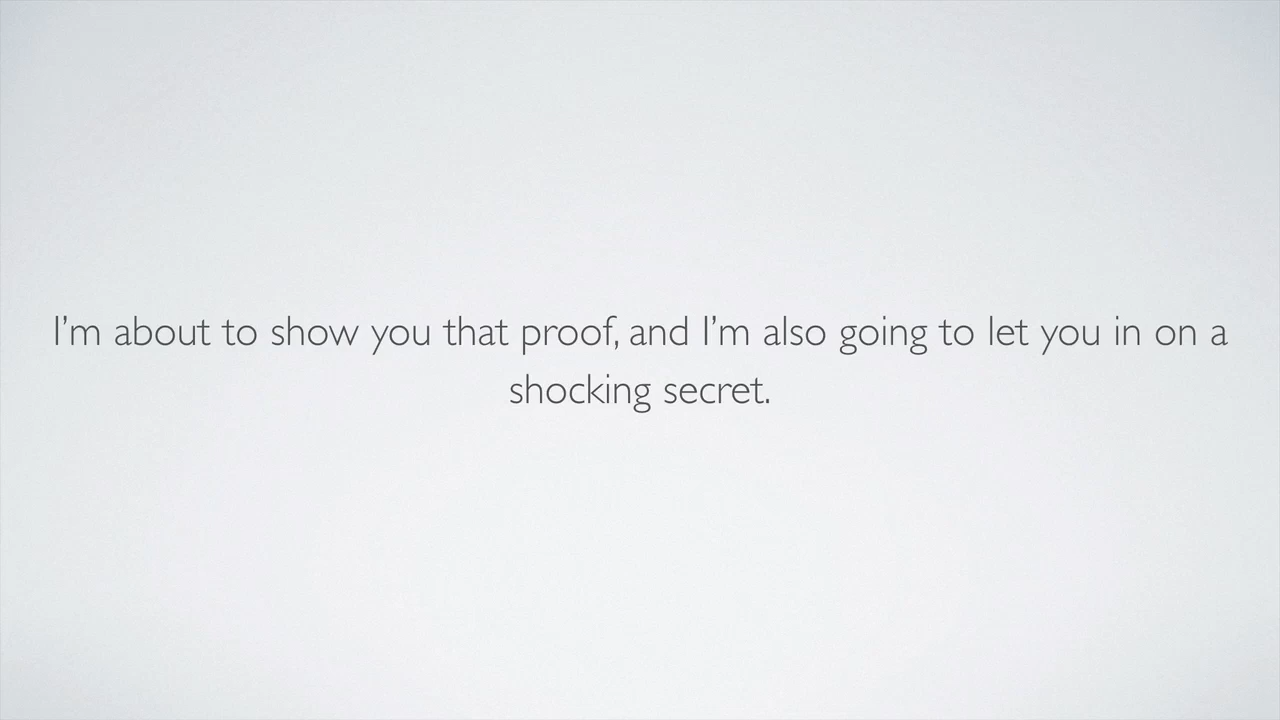 I’m about to show you that proof, and I’m also going to let you in on a
shocking secret.